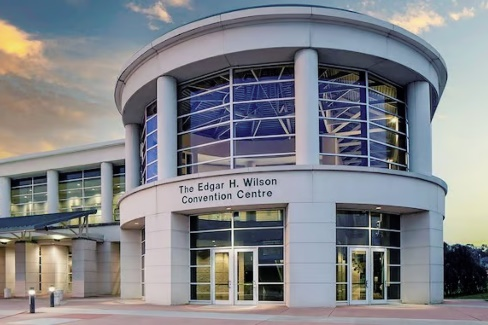 The Edgar H. Wilson
Convention Centre